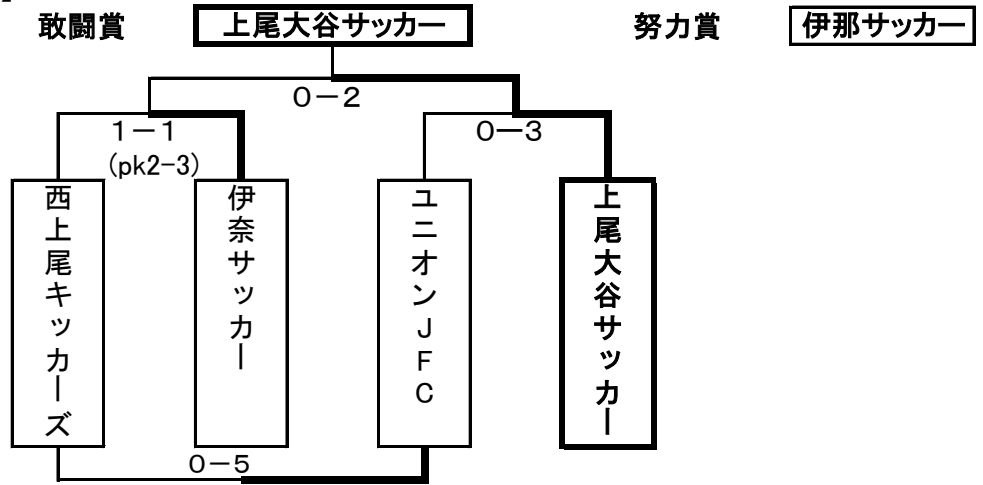 敢闘賞 上尾大谷サッカー 努力賞 伊那サッカー
0－2
1－1 0－3
(pk2-3)
西上尾キッカーズ
伊奈サッカー
ユニオンJFC
上尾大谷サッカー
0－5